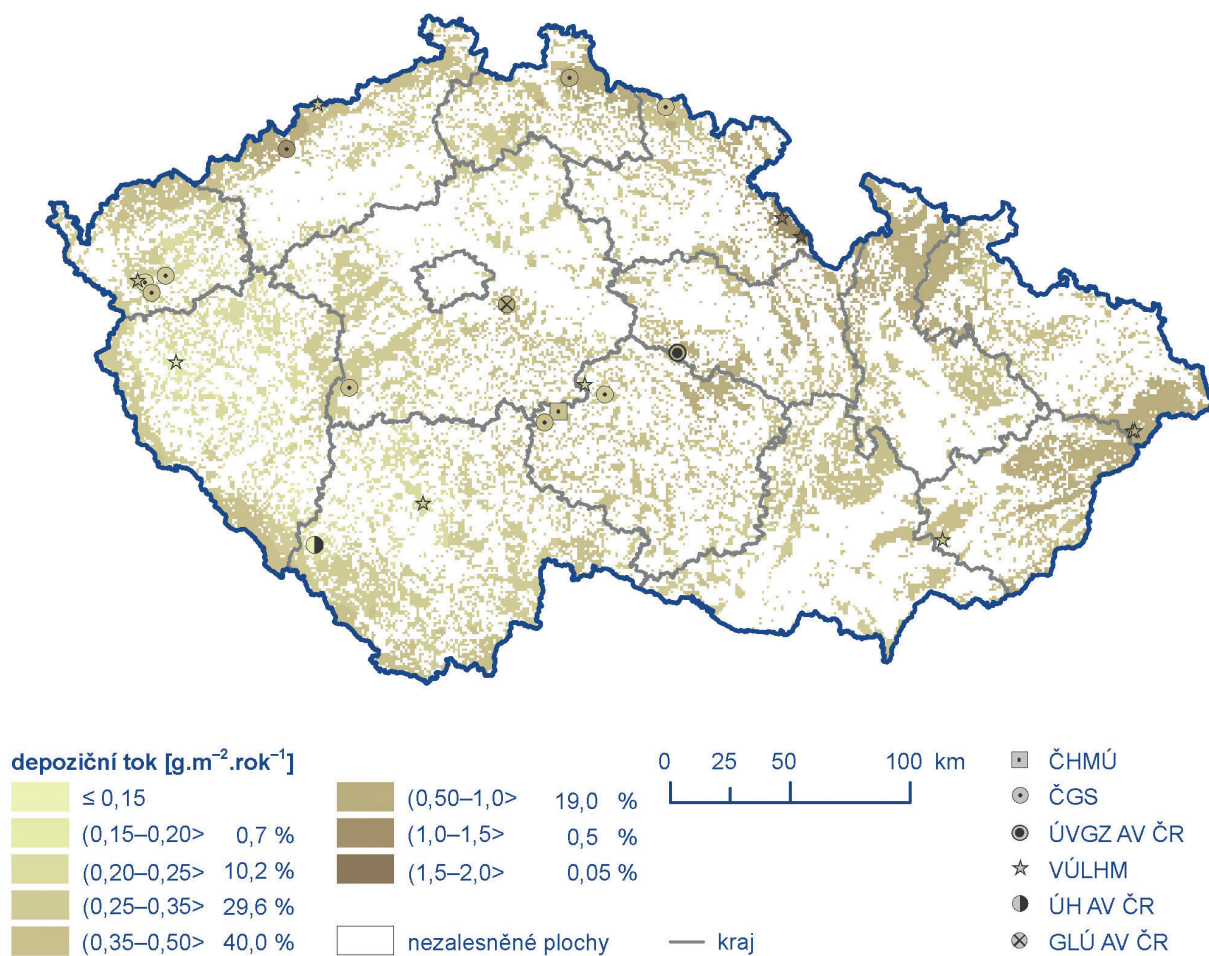 depoziční tok [g.m⁻².rok⁻¹]
≤ 0,15
(0,15–0,20> 0,7 %
(0,20–0,25> 10,2 %
(0,25–0,35> 29,6 %
(0,35–0,50> 40,0 %
(0,50–1,0> 19,0 %
(1,0–1,5> 0,5 %
(1,5–2,0> 0,05 %
nezalesněné plochy
0 25 50 100 km
kraj
ČHMÚ
ČGS
ÚVGZ AV ČR
VÚLHM
ÚH AV ČR
GLÚ AV ČR